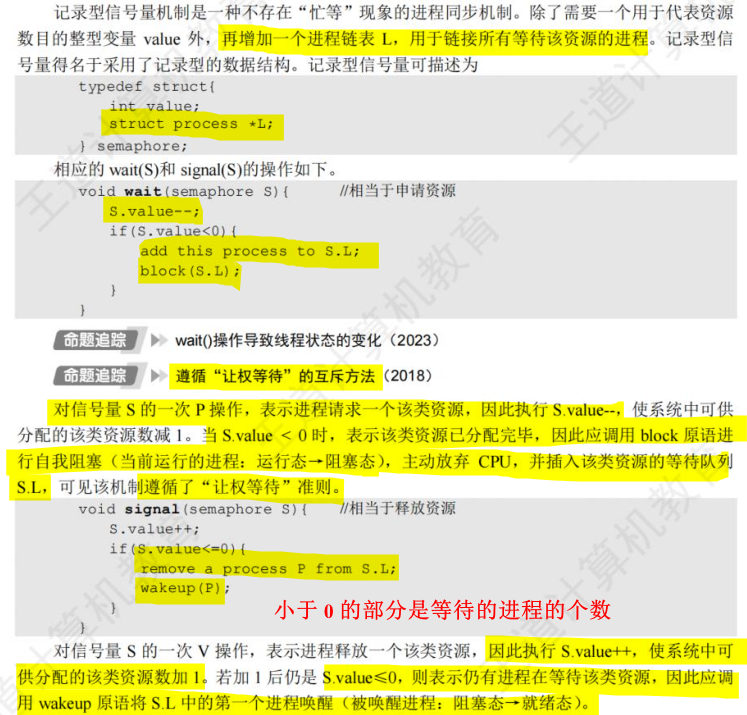 记录型信号量机制是一种不存在“忙等”现象的进程同步机制。除了需要一个用于代表资源
数目的整型变量 value 外，再增加一个进程链表 L，用于链接所有等待该资源的进程。记录型信
号量得名于采用了记录型的数据结构。记录型信号量可描述为
typedef struct{
int value;
struct process *L;
} semaphore;
相应的 wait(S)和 signal(S)的操作如下。
void wait(semaphore S){ //相当于申请资源
S.value--;
if(S.value<0){
add this process to S.L;
block(S.L);
}
}
命题追踪 wait()操作导致线程状态的变化（2023）
命题追踪 遵循“让权等待”的互斥方法（2018）
对信号量 S 的一次 P 操作，表示进程请求一个该类资源，因此执行 S.value--，使系统中可供
分配的该类资源数减 1。当 S.value < 0 时，表示该类资源已分配完毕，因此应调用 block 原语进
行自我阻塞（当前运行的进程：运行态→阻塞态），主动放弃 CPU，并插入该类资源的等待队列
S.L，可见该机制遵循了“让权等待”准则。
void signal(semaphore S){ //相当于释放资源
S.value++;
if(S.value<=0){
remove a process P from S.L;
wakeup(P);
}
小于 0 的部分是等待的进程的个数
}
对信号量 S 的一次 V 操作，表示进程释放一个该类资源，因此执行 S.value++，使系统中可
供分配的该类资源数加 1。若加 1 后仍是 S.value≤0，则表示仍有进程在等待该类资源，因此应调
用 wakeup 原语将 S.L 中的第一个进程唤醒（被唤醒进程：阻塞态→就绪态）。
王道计算机教育